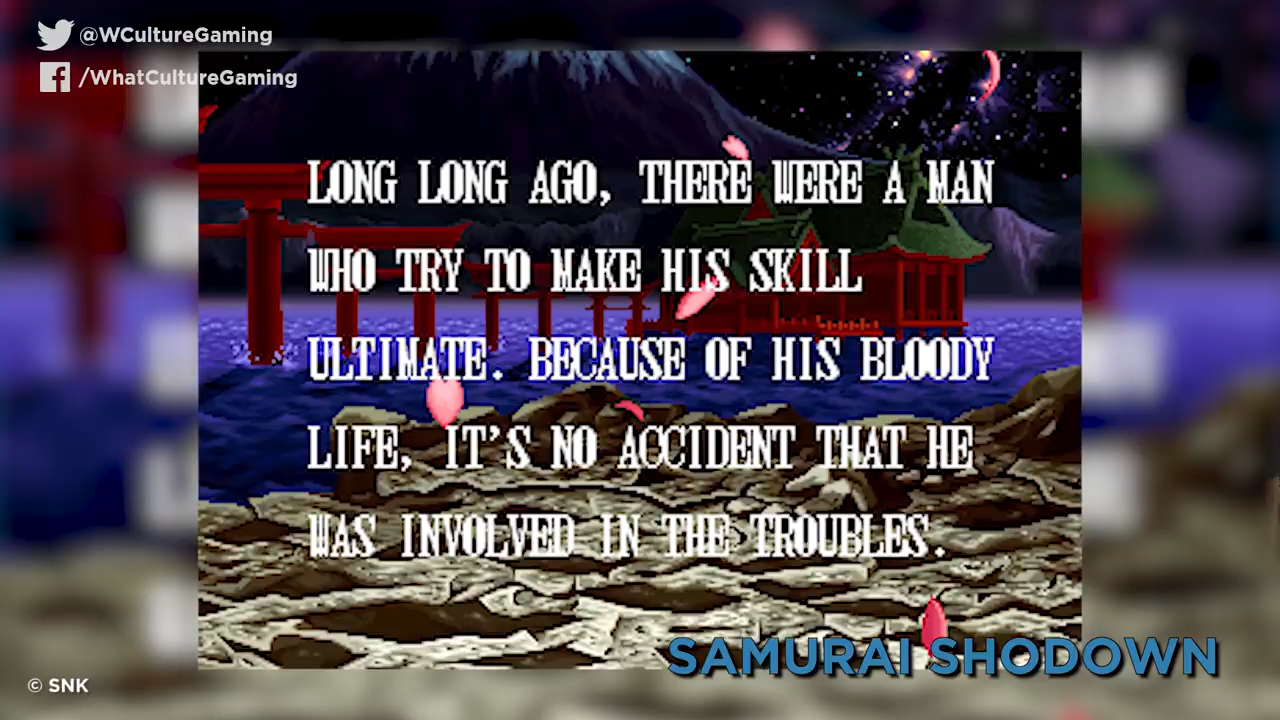 @WCultureGaming
/WhatCultureGaming
LONG LONG AGO, THERE WERE A MAN
WHO TRY TO MAKE HIS SKILL
ULTIMATE. BECAUSE OF HIS BLOODY
LIFE, IT'S NO ACCIDENT THAT HE
WAS INVOLVED IN THE TROUBLES.
SAMURAI SHODOWN
© SNK